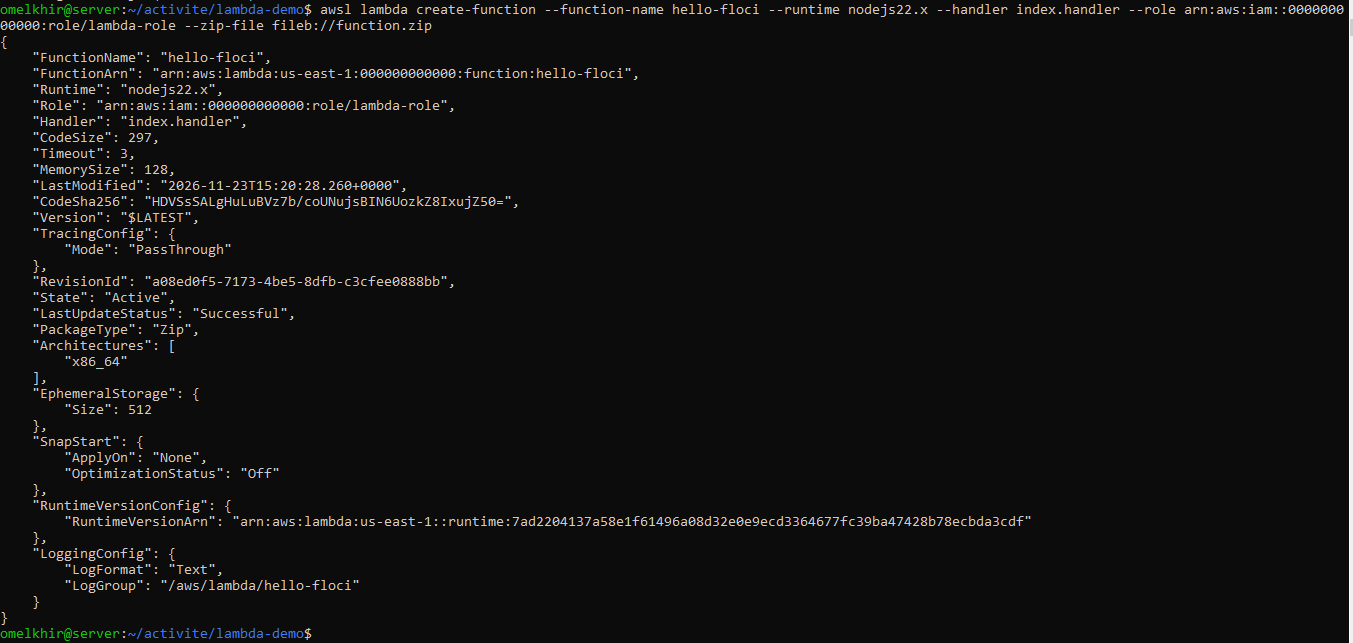 omelkhir@server:~/activite/lambda-demo$ awsl lambda create-function --function-name hello-floci --runtime nodejs22.x --handler index.handler --role arn:aws:iam::0000000
00000:role/lambda-role --zip-file fileb://function.zip
{
    "FunctionName": "hello-floci",
    "FunctionArn": "arn:aws:lambda:us-east-1:000000000000:function:hello-floci",
    "Runtime": "nodejs22.x",
    "Role": "arn:aws:iam::000000000000:role/lambda-role",
    "Handler": "index.handler",
    "CodeSize": 297,
    "Timeout": 3,
    "MemorySize": 128,
    "LastModified": "2026-11-23T15:20:28.260+0000",
    "CodeSha256": "HDVSsSALgHuLuBVz7b/coUNujsBIN6UozkZ8IxujZ50=",
    "Version": "$LATEST",
    "TracingConfig": {
        "Mode": "PassThrough"
    },
    "RevisionId": "a08ed0f5-7173-4be5-8dfb-c3cfee0888bb",
    "State": "Active",
    "LastUpdateStatus": "Successful",
    "PackageType": "Zip",
    "Architectures": [
        "x86_64"
    ],
    "EphemeralStorage": {
        "Size": 512
    },
    "SnapStart": {
        "ApplyOn": "None",
        "OptimizationStatus": "Off"
    },
    "RuntimeVersionConfig": {
        "RuntimeVersionArn": "arn:aws:lambda:us-east-1::runtime:7ad2204137a58e1f61496a08d32e0e9ecd3364677fc39ba47428b78ecbda3cdf"
    },
    "LoggingConfig": {
        "LogFormat": "Text",
        "LogGroup": "/aws/lambda/hello-floci"
    }
}
omelkhir@server:~/activite/lambda-demo$